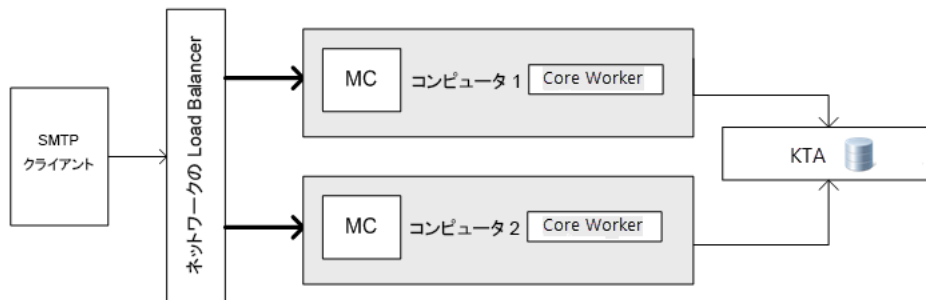 SMTP
クライアント
ネットワークの Load Balancer
MC
コンピュータ 1
Core Worker
MC
コンピュータ 2
Core Worker
KTA